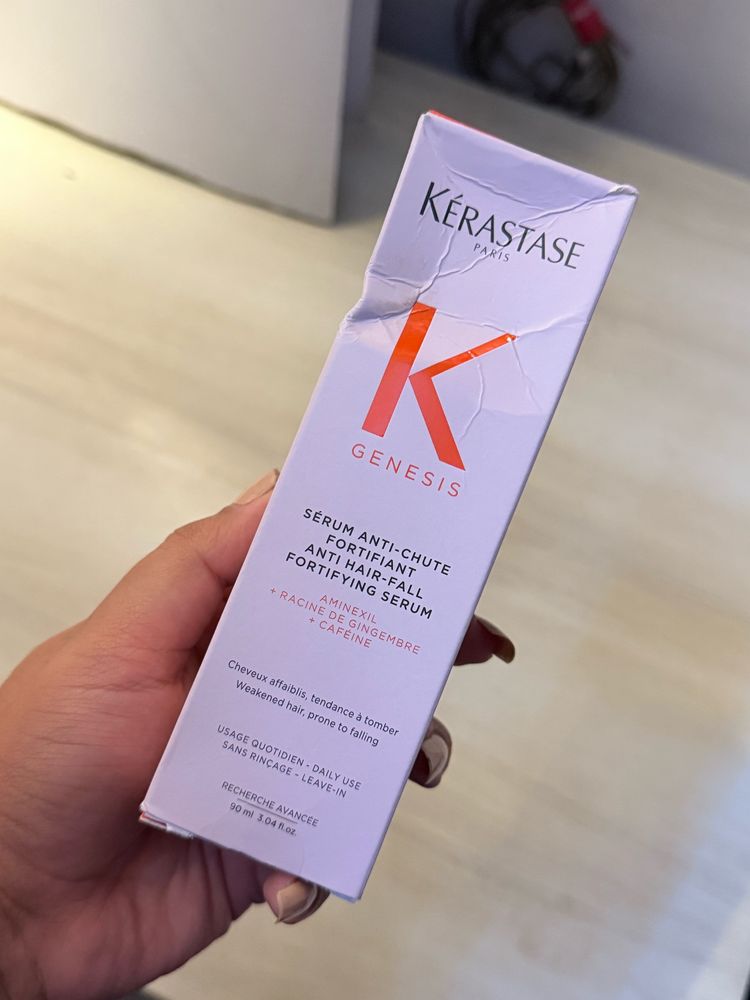 KÉRASTASE
PARIS
K
GENESIS
SÉRUM ANTI-CHUTE
FORTIFIANT
ANTI HAIR-FALL
FORTIFYING SERUM
AMINEXIL
+ RACINE DE GINGEMBRE
+ CAFÉINE
Cheveux affaiblis, tendance à tomber
Weakened hair, prone to falling
USAGE QUOTIDIEN - DAILY USE
SANS RINÇAGE - LEAVE-IN
RECHERCHE AVANCÉE
90 ml 3.04 fl.oz.